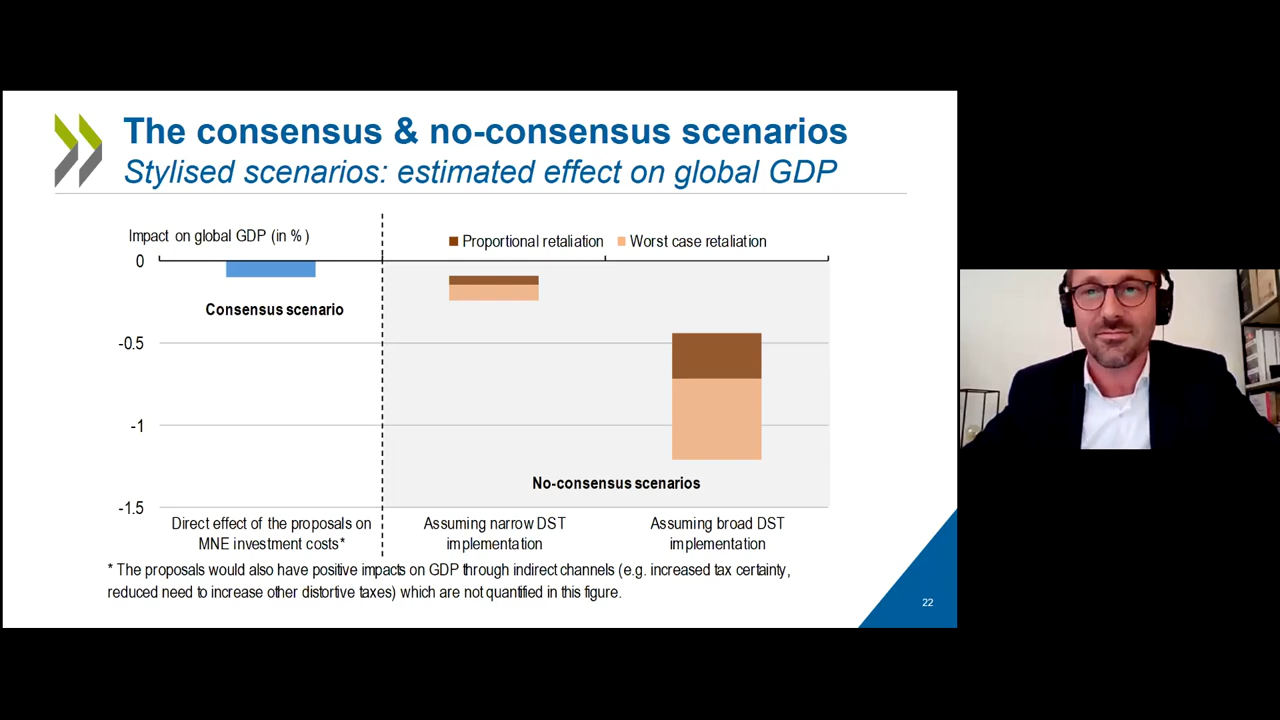 The consensus & no-consensus scenarios
Stylised scenarios: estimated effect on global GDP
Impact on global GDP (in %)
Proportional retaliation
Worst case retaliation
0
Consensus scenario
-0.5
-1
No-consensus scenarios
-1.5
Direct effect of the proposals on
MNE investment costs*
Assuming narrow DST
implementation
Assuming broad DST
implementation
* The proposals would also have positive impacts on GDP through indirect channels (e.g. increased tax certainty,
reduced need to increase other distortive taxes) which are not quantified in this figure.
22